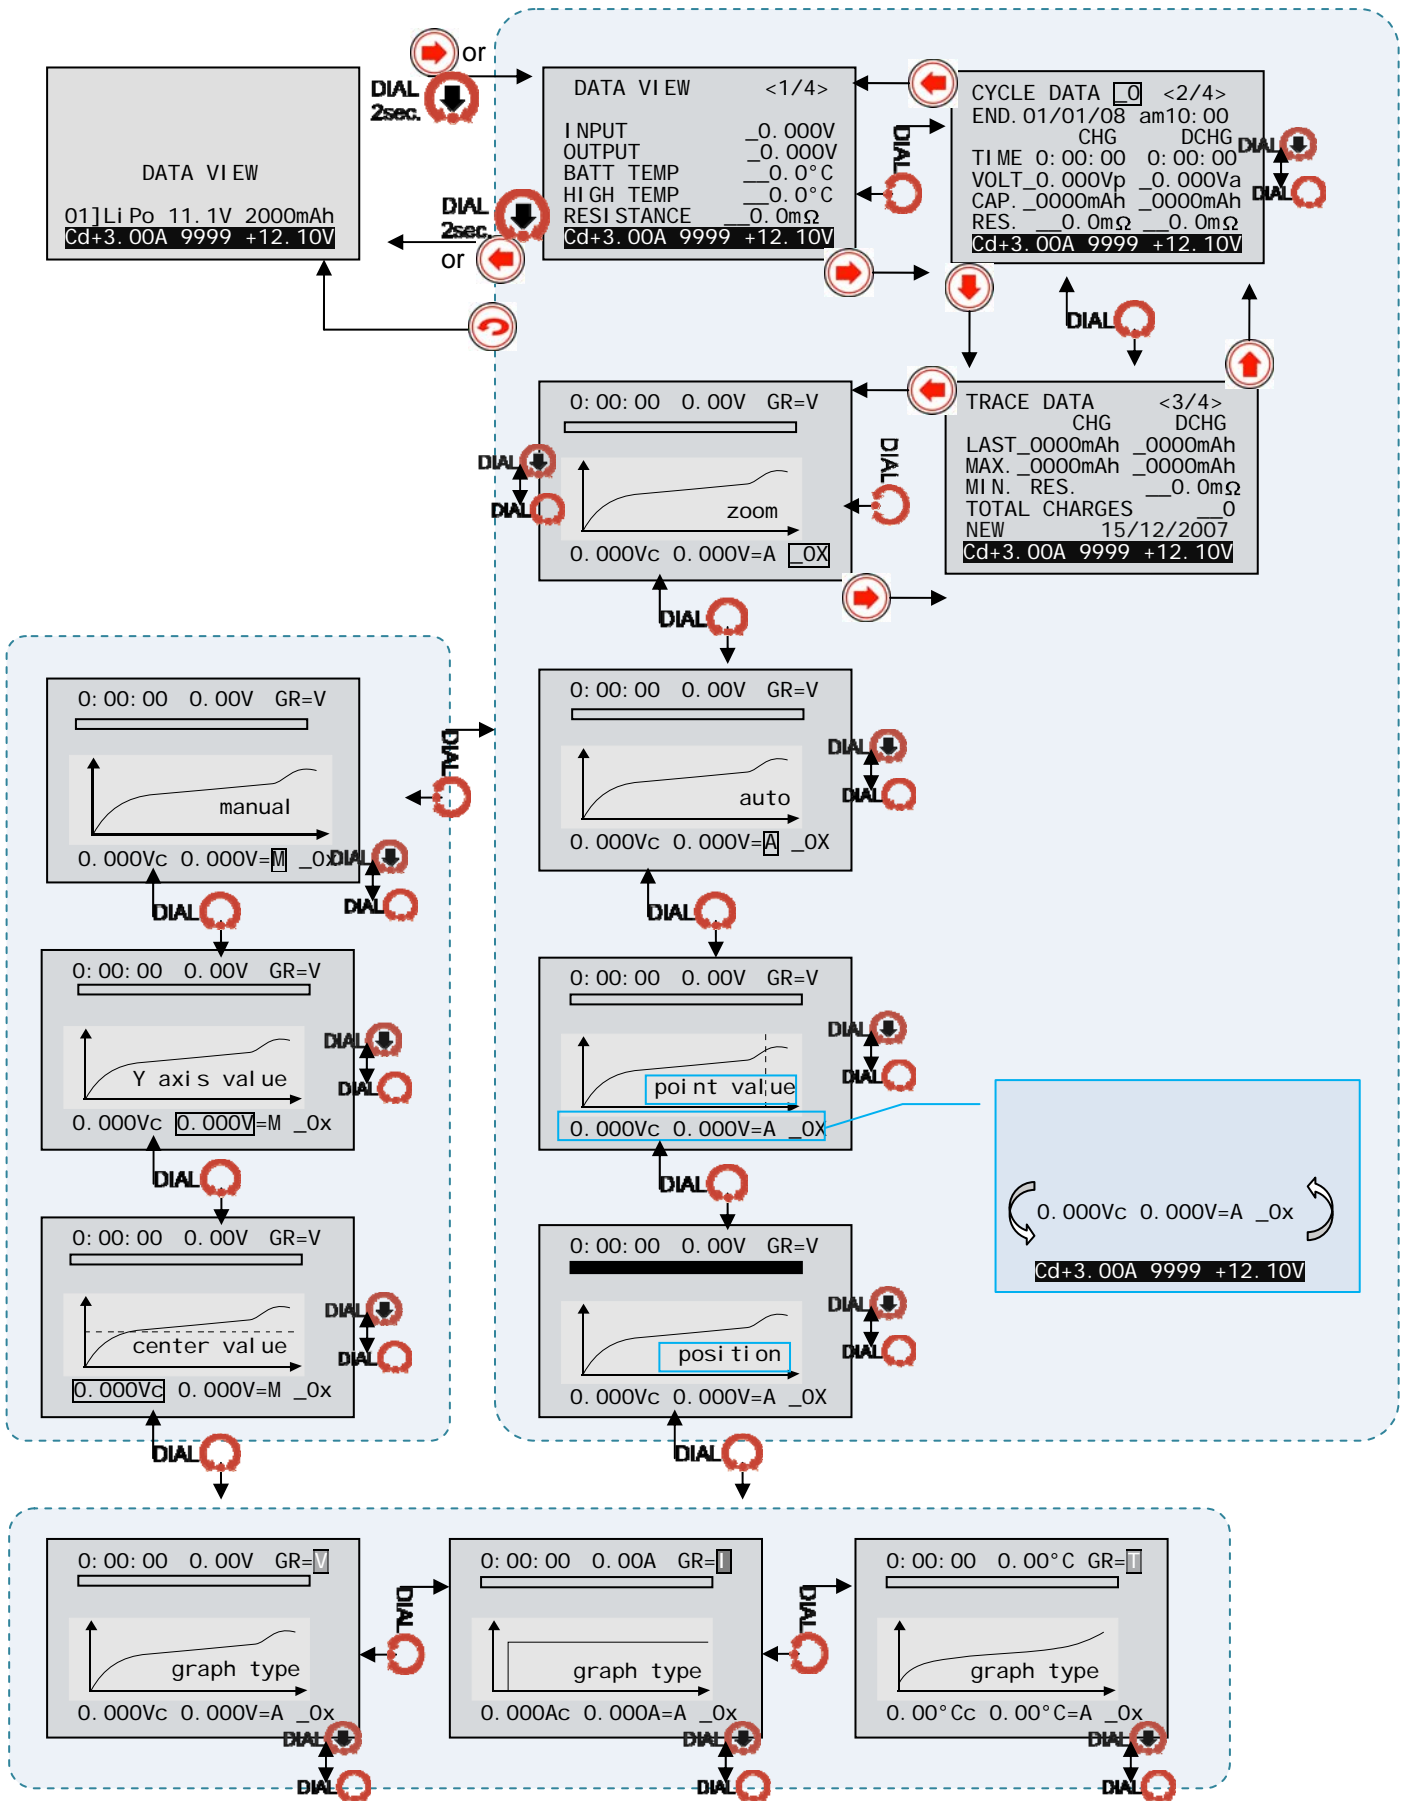 or
DIAL
2sec.
DATA VIEW
01]LiPo 11.1V 2000mAh
Cd+3.00A 9999 +12.10V
DATA VIEW <1/4>
INPUT _0.000V
OUTPUT _0.000V
BATT TEMP __0.0°C
HIGH TEMP __0.0°C
RESISTANCE __0.0mΩ
Cd+3.00A 9999 +12.10V
DIAL
2sec.
or
DIAL
CYCLE DATA _0 <2/4>
END.01/01/08 am10:00
CHG DCHG
TIME 0:00:00 0:00:00
VOLT_0.000Vp _0.000Va
CAP._0000mAh _0000mAh
RES. __0.0mΩ __0.0mΩ
Cd+3.00A 9999 +12.10V
DIAL
DIAL
DIAL
0:00:00 0.00V GR=V
zoom
0.000Vc 0.000V=A _0X
DIAL
DIAL
DIAL
TRACE DATA <3/4>
CHG DCHG
LAST_0000mAh _0000mAh
MAX._0000mAh _0000mAh
MIN. RES. __0.0mΩ
TOTAL CHARGES __0
NEW 15/12/2007
Cd+3.00A 9999 +12.10V
DIAL
0:00:00 0.00V GR=V
manual
0.000Vc 0.000V=M _0x
DIAL
DIAL
DIAL
DIAL
0:00:00 0.00V GR=V
auto
0.000Vc 0.000V=A _0X
DIAL
DIAL
DIAL
0:00:00 0.00V GR=V
Y axis value
0.000Vc 0.000V=M _0x
DIAL
DIAL
DIAL
0:00:00 0.00V GR=V
point value
0.000Vc 0.000V=A _0X
DIAL
DIAL
DIAL
0.000Vc 0.000V=A _0x
Cd+3.00A 9999 +12.10V
0:00:00 0.00V GR=V
center value
0.000Vc 0.000V=M _0x
DIAL
DIAL
DIAL
0:00:00 0.00V GR=V
position
0.000Vc 0.000V=A _0X
DIAL
DIAL
DIAL
0:00:00 0.00V GR=V
graph type
0.000Vc 0.000V=A _0x
DIAL
DIAL
DIAL
0:00:00 0.00A GR=I
graph type
0.000Ac 0.000A=A _0x
DIAL
DIAL
DIAL
0:00:00 0.00°C GR=T
graph type
0.00°Cc 0.00°C=A _0x
DIAL
DIAL